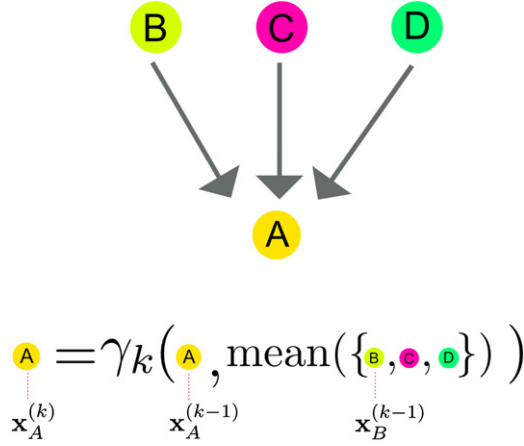 B C D
A
A =γk( A ,mean({ B , C , D }) )
x_A^(k) x_A^(k−1) x_B^(k−1)